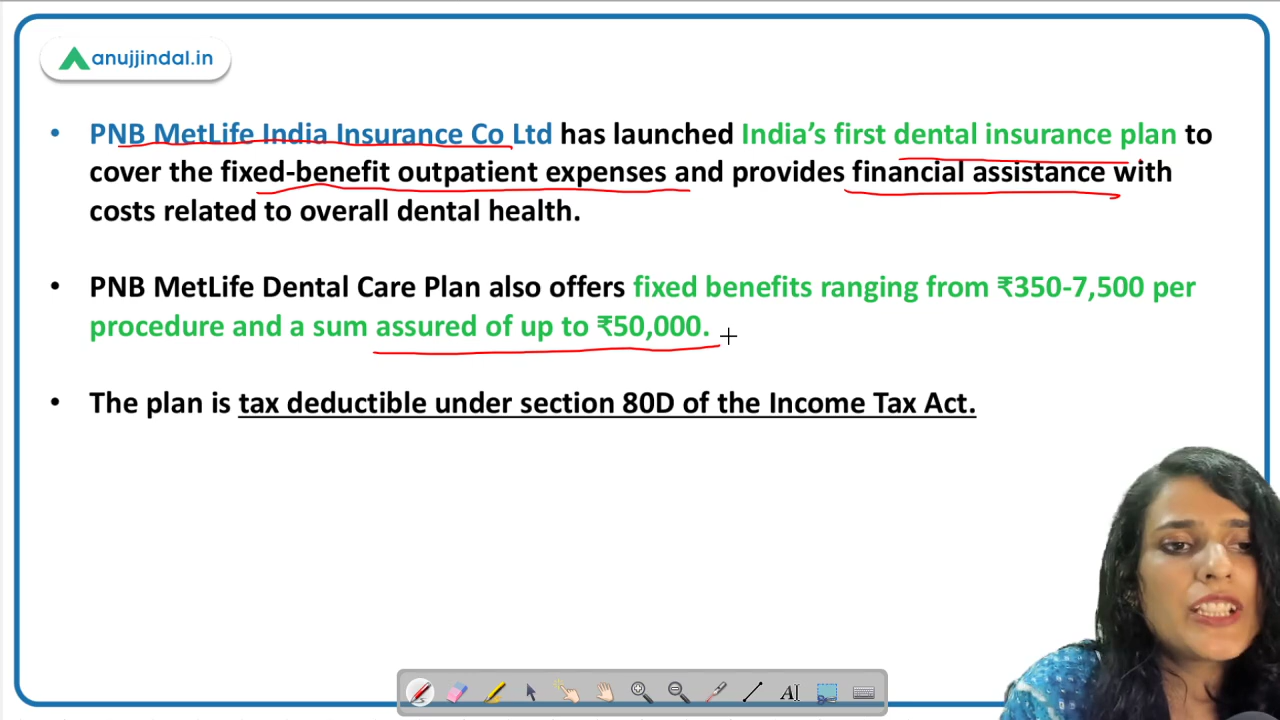 anujjindal.in
• PNB MetLife India Insurance Co Ltd has launched India’s first dental insurance plan to
cover the fixed-benefit outpatient expenses and provides financial assistance with
costs related to overall dental health.
• PNB MetLife Dental Care Plan also offers fixed benefits ranging from ₹350-7,500 per
procedure and a sum assured of up to ₹50,000.
• The plan is tax deductible under section 80D of the Income Tax Act.
AI